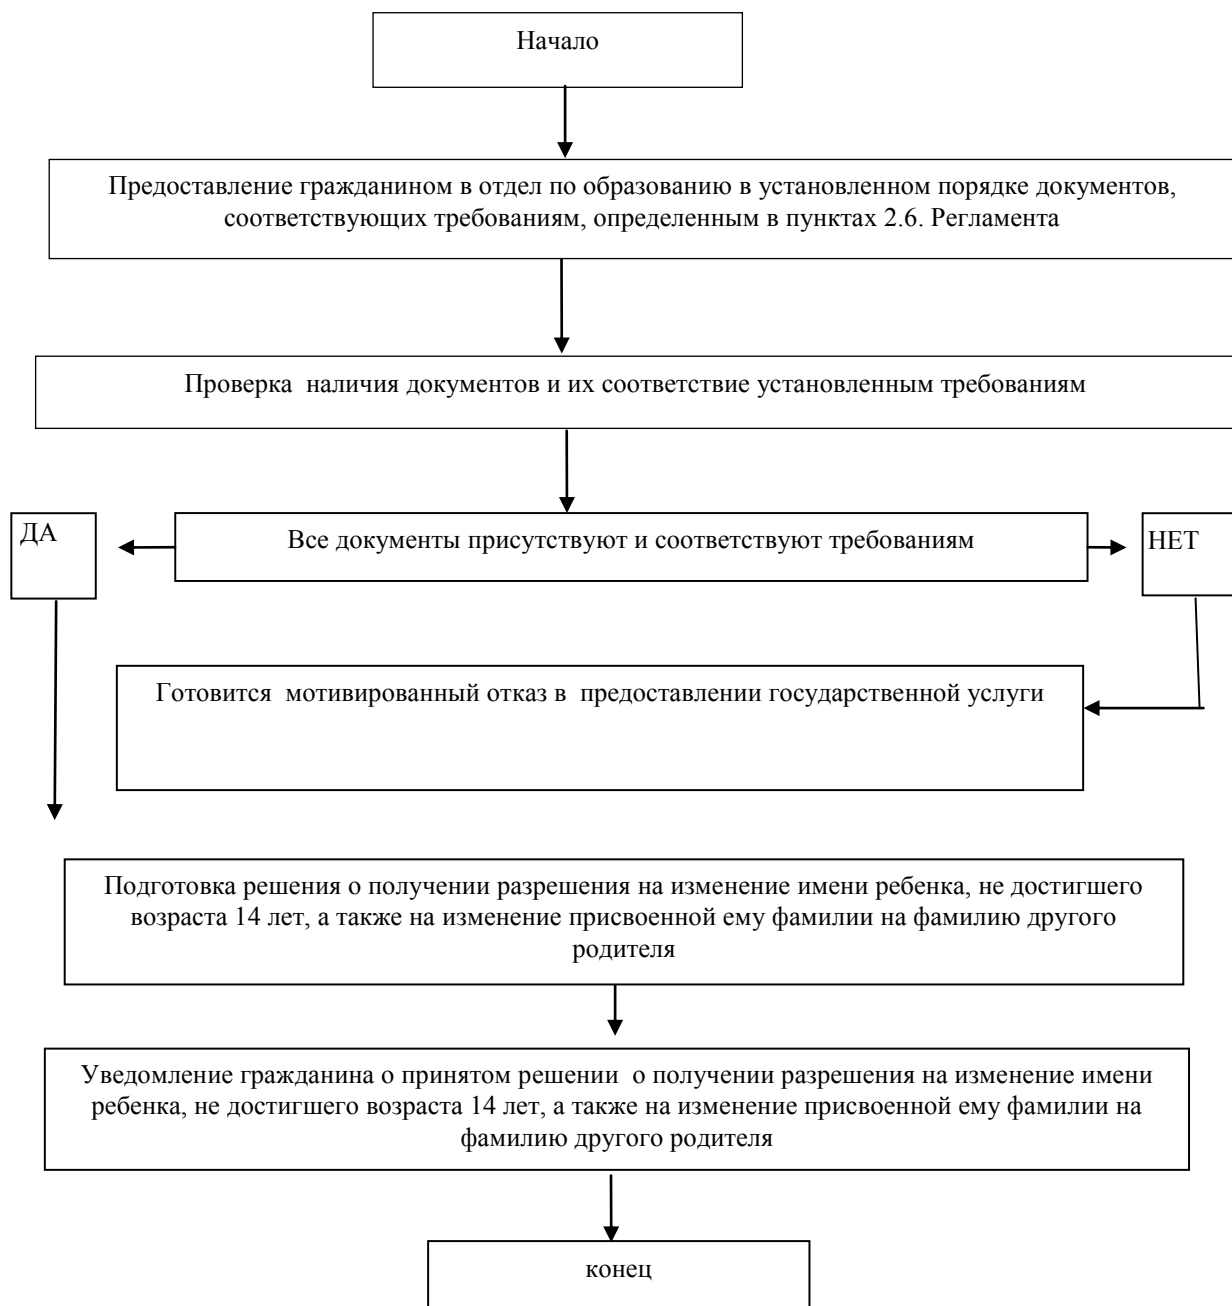 Начало
Предоставление гражданином в отдел по образованию в установленном порядке документов,
соответствующих требованиям, определенным в пунктах 2.6. Регламента
Проверка  наличия документов и их соответствие установленным требованиям
ДА
Все документы присутствуют и соответствуют требованиям
НЕТ
Готовится  мотивированный отказ в  предоставлении государственной услуги
Подготовка решения о получении разрешения на изменение имени ребенка, не достигшего
возраста 14 лет, а также на изменение присвоенной ему фамилии на фамилию другого
родителя
Уведомление гражданина о принятом решении  о получении разрешения на изменение имени
ребенка, не достигшего возраста 14 лет, а также на изменение присвоенной ему фамилии на
фамилию другого родителя
конец